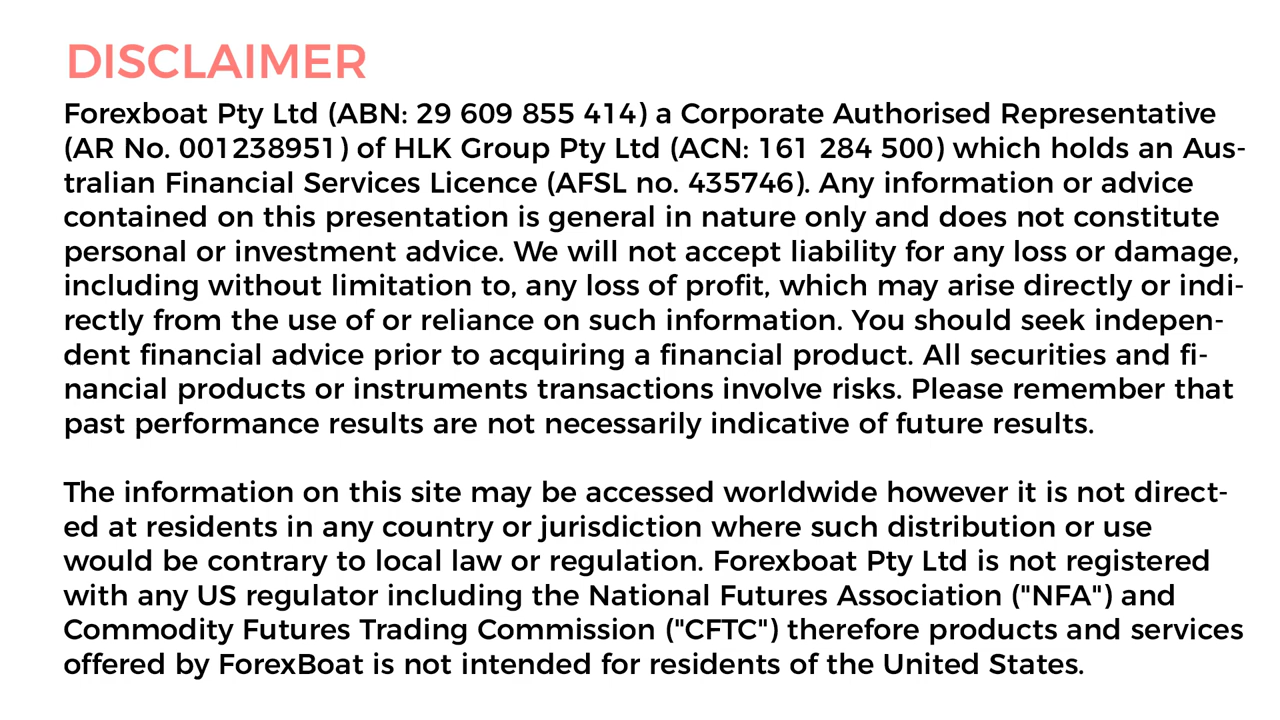 DISCLAIMER
Forexboat Pty Ltd (ABN: 29 609 855 414) a Corporate Authorised Representative
(AR No. 001238951) of HLK Group Pty Ltd (ACN: 161 284 500) which holds an Aus-
tralian Financial Services Licence (AFSL no. 435746). Any information or advice
contained on this presentation is general in nature only and does not constitute
personal or investment advice. We will not accept liability for any loss or damage,
including without limitation to, any loss of profit, which may arise directly or indi-
rectly from the use of or reliance on such information. You should seek indepen-
dent financial advice prior to acquiring a financial product. All securities and fi-
nancial products or instruments transactions involve risks. Please remember that
past performance results are not necessarily indicative of future results.
The information on this site may be accessed worldwide however it is not direct-
ed at residents in any country or jurisdiction where such distribution or use
would be contrary to local law or regulation. Forexboat Pty Ltd is not registered
with any US regulator including the National Futures Association ("NFA") and
Commodity Futures Trading Commission ("CFTC") therefore products and services
offered by ForexBoat is not intended for residents of the United States.